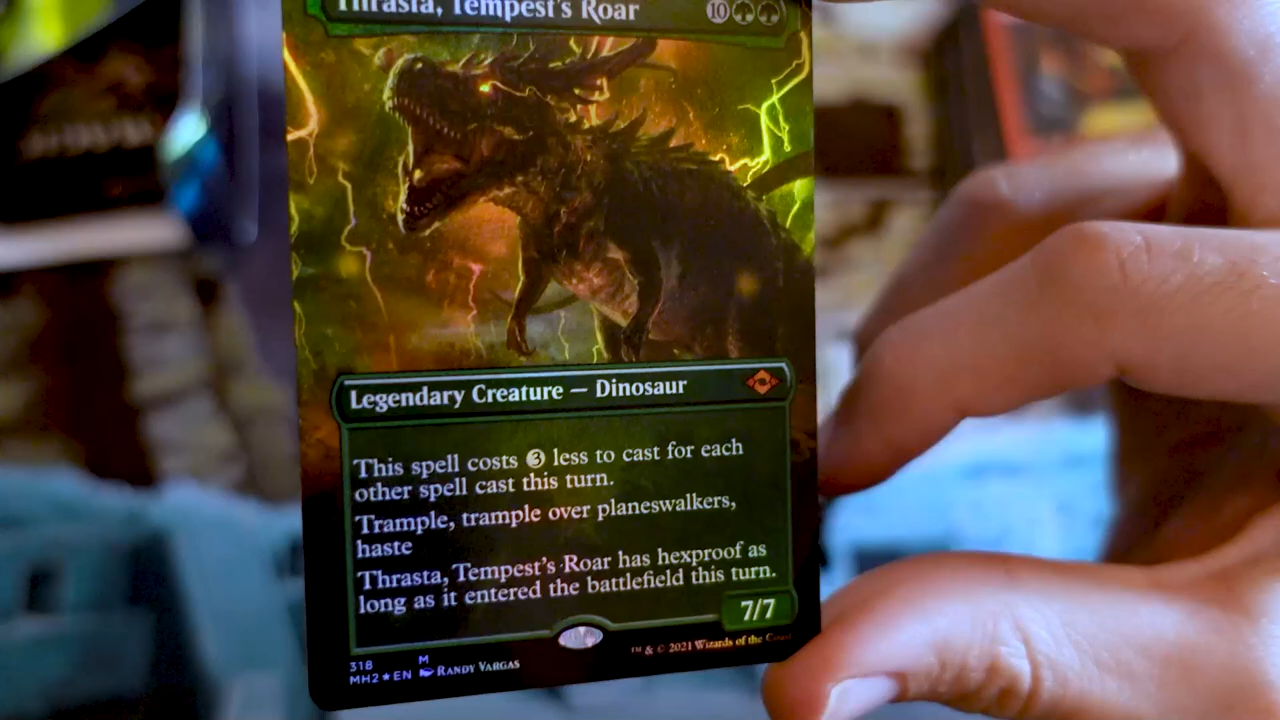 Thrasta, Tempest's Roar 10
Legendary Creature — Dinosaur
This spell costs 3 less to cast for each
other spell cast this turn.
Trample, trample over planeswalkers,
haste
Thrasta, Tempest's Roar has hexproof as
long as it entered the battlefield this turn.
7/7
318 M
MH2 ★ EN RANDY VARGAS
™ & © 2021 Wizards of the Coast